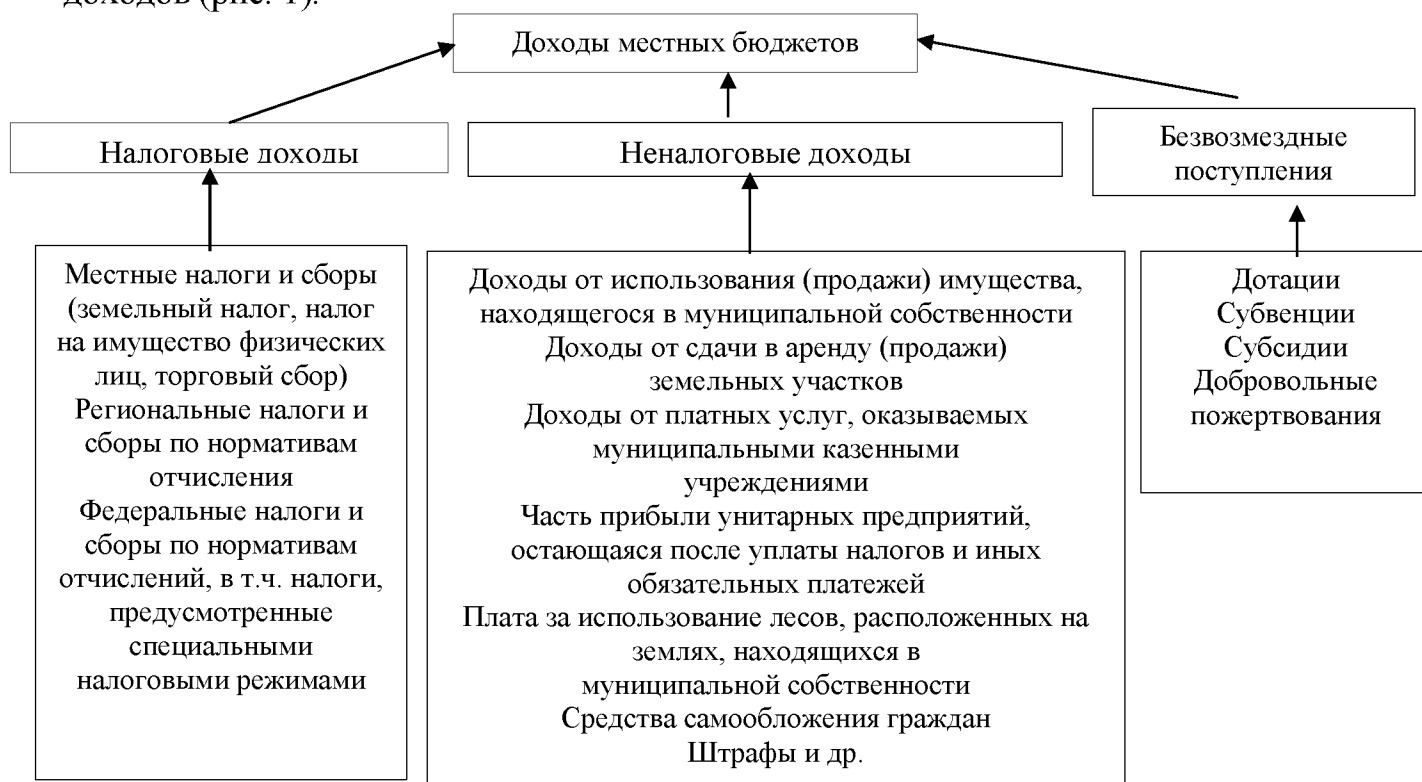 доходов (рис. 1).
Доходы местных бюджетов
Налоговые доходы
Неналоговые доходы
Безвозмездные
поступления
Местные налоги и сборы
(земельный налог, налог
на имущество физических
лиц, торговый сбор)
Региональные налоги и
сборы по нормативам
отчисления
Федеральные налоги и
сборы по нормативам
отчислений, в т.ч. налоги,
предусмотренные
специальными
налоговыми режимами
Доходы от использования (продажи) имущества,
находящегося в муниципальной собственности
Доходы от сдачи в аренду (продажи)
земельных участков
Доходы от платных услуг, оказываемых
муниципальными казенными
учреждениями
Часть прибыли унитарных предприятий,
остающаяся после уплаты налогов и иных
обязательных платежей
Плата за использование лесов, расположенных на
землях, находящихся в
муниципальной собственности
Средства самообложения граждан
Штрафы и др.
Дотации
Субвенции
Субсидии
Добровольные
пожертвования